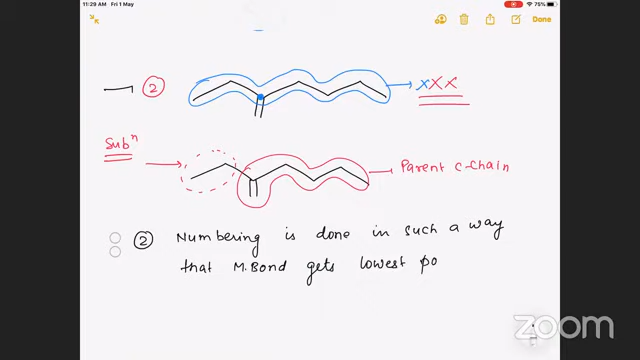 11:29 AM Fri 1 May
75%
Done
2
xXX
Subⁿ
Parent C-Chain
2 Numbering is done in such a way
that M.Bond gets lowest po
zoom